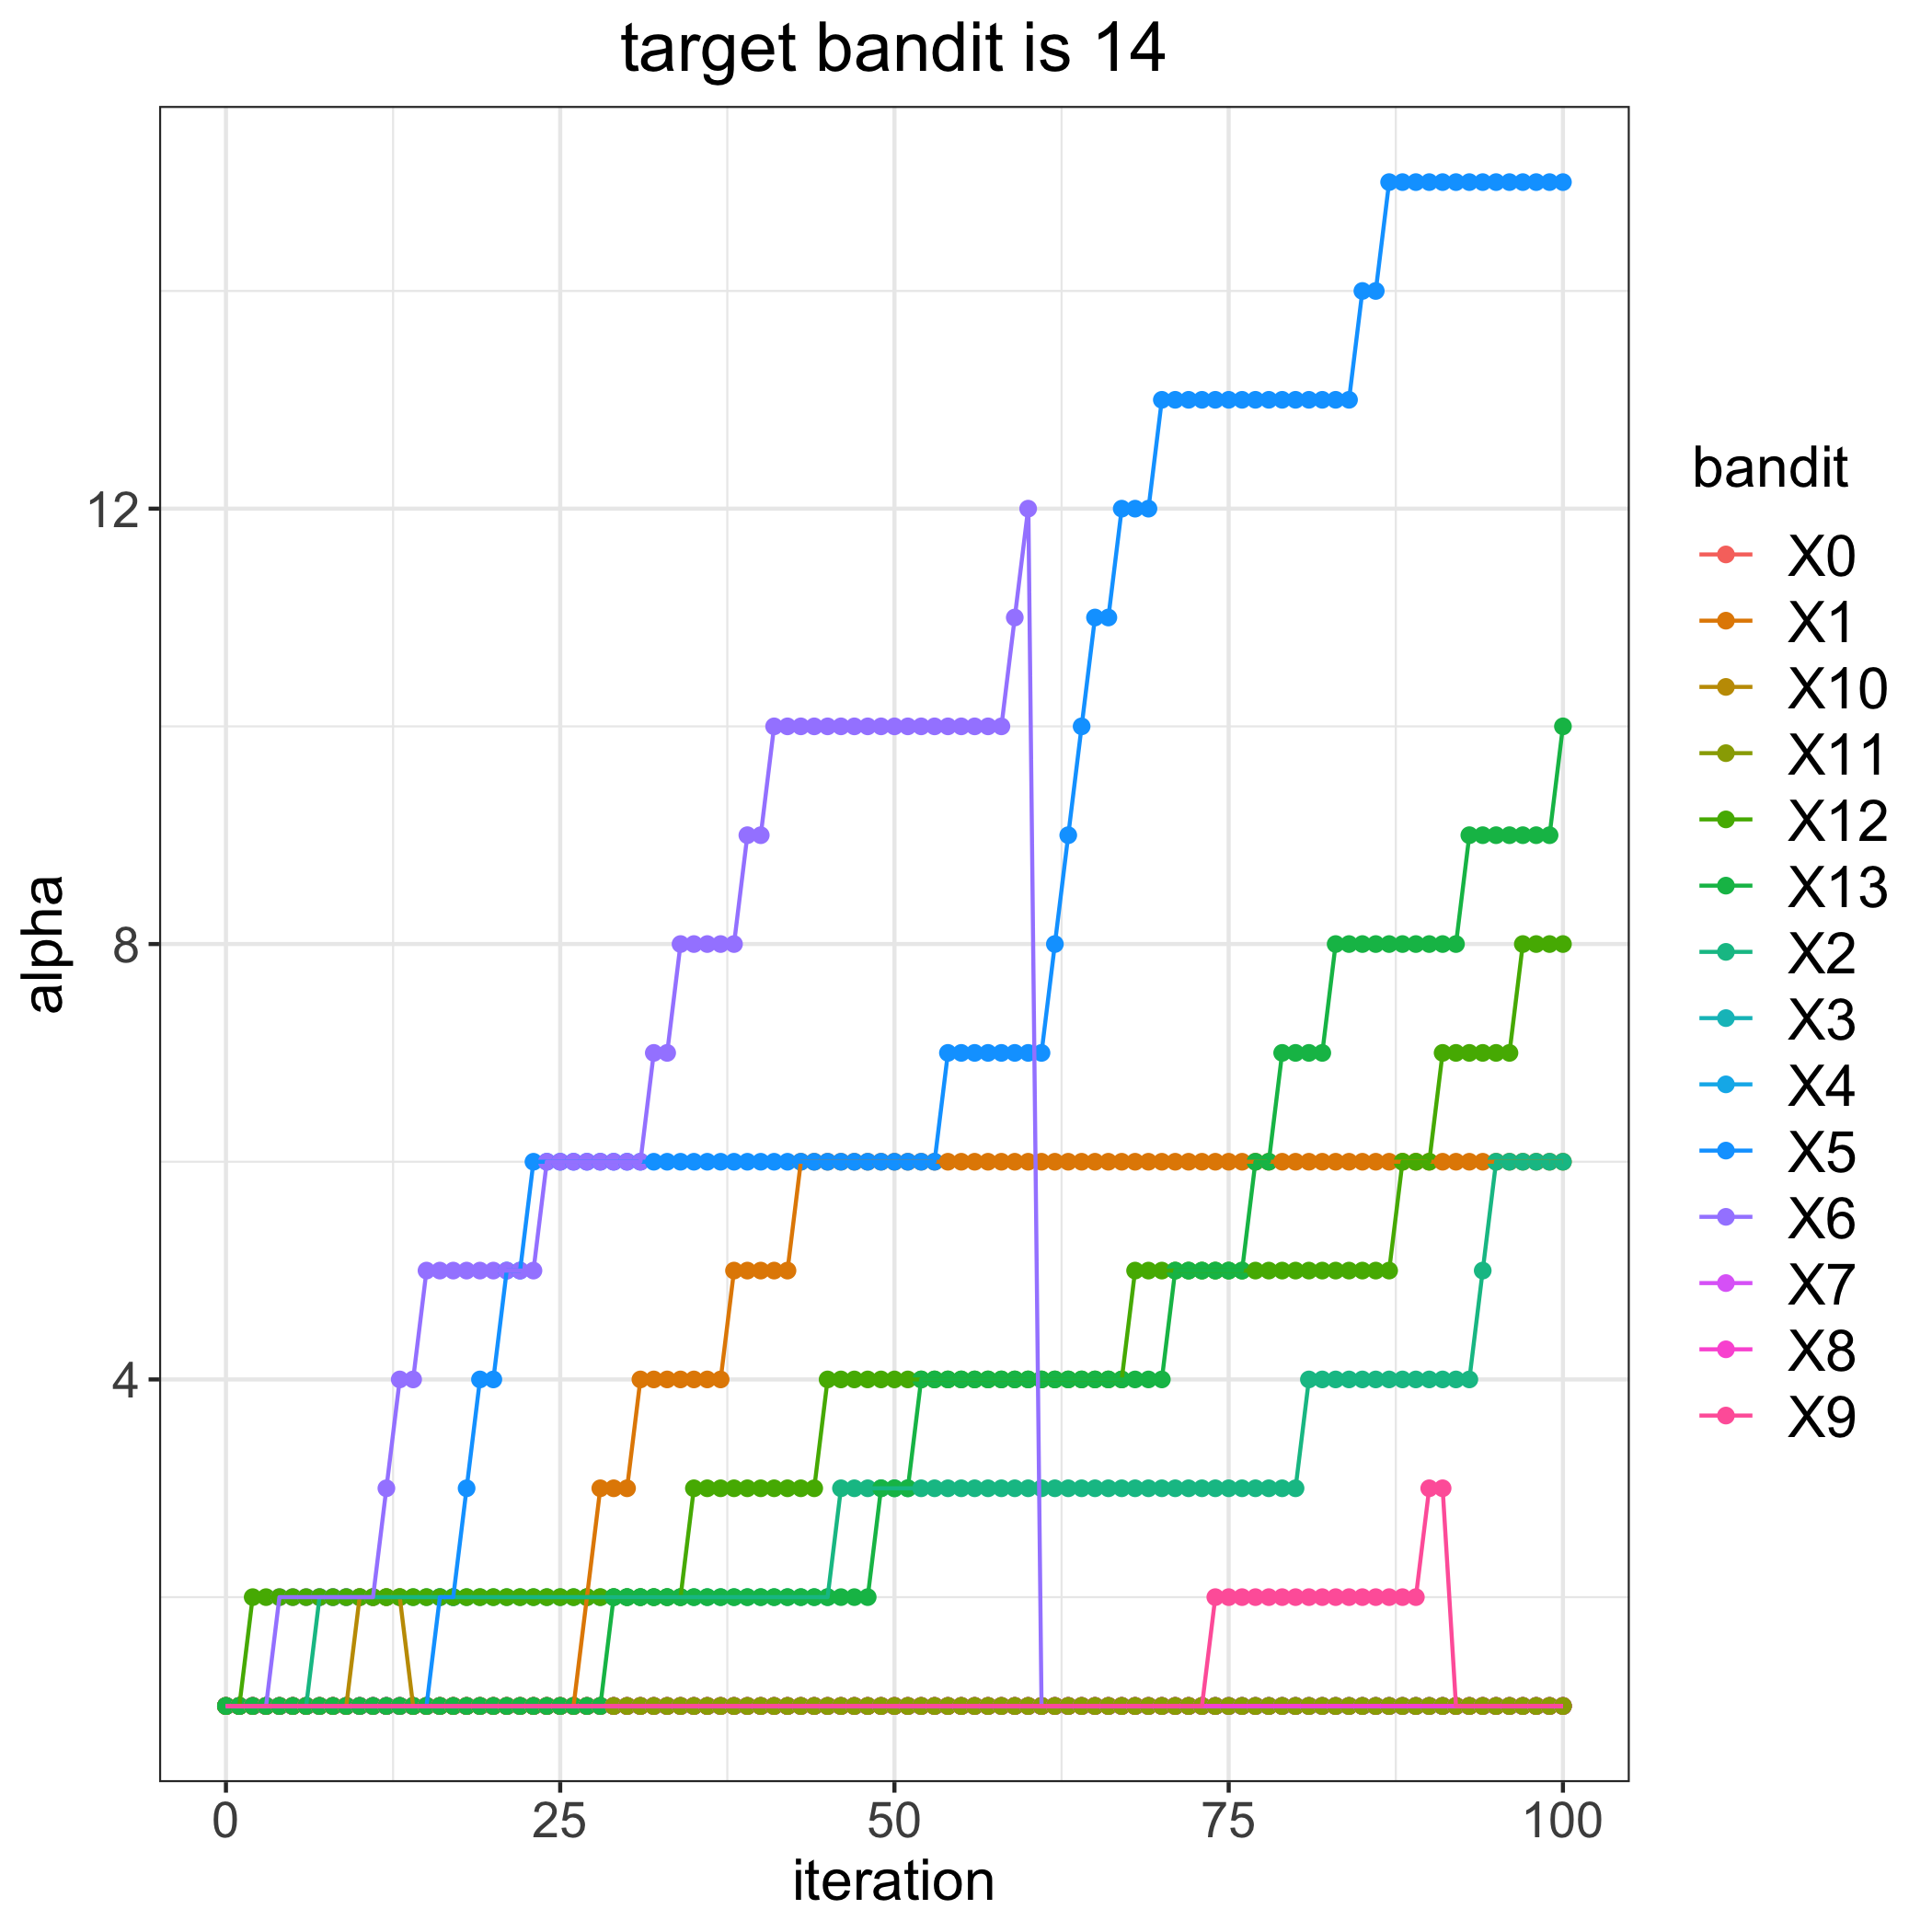 target bandit is 14
alpha
12
8
4
0 25 50 75 100
iteration
bandit
X0
X1
X10
X11
X12
X13
X2
X3
X4
X5
X6
X7
X8
X9